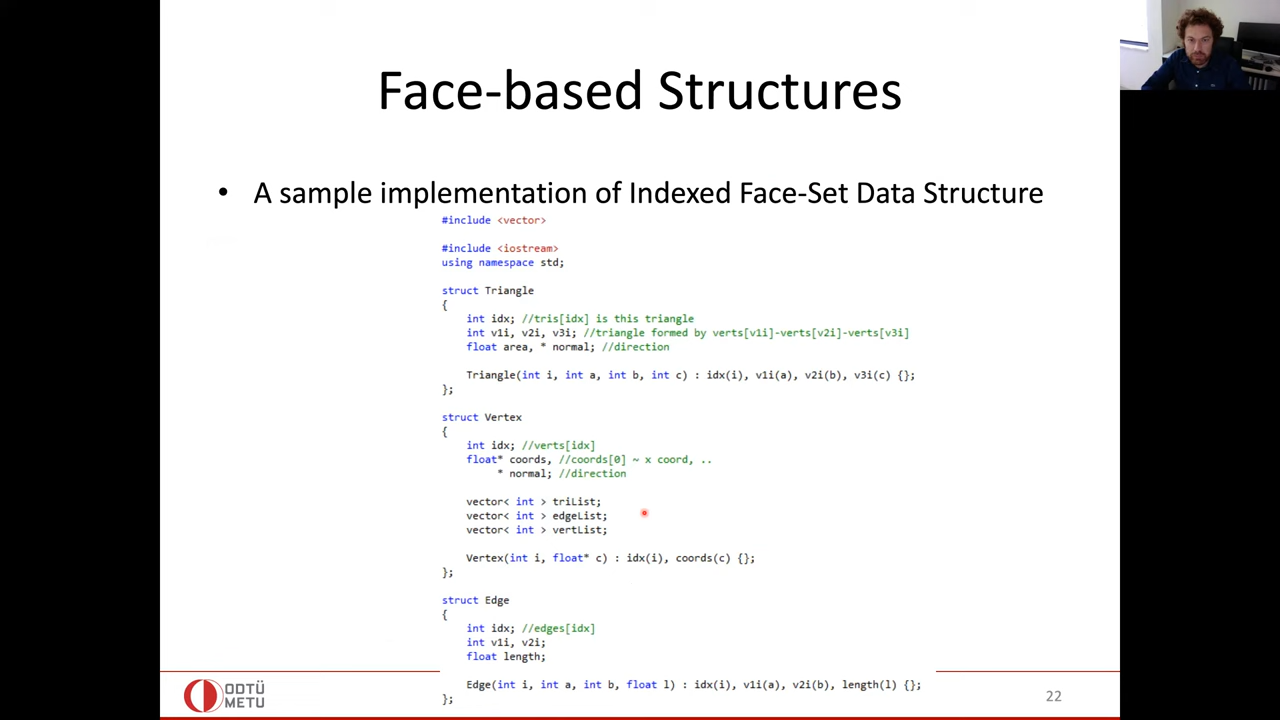 Face-based Structures
• A sample implementation of Indexed Face-Set Data Structure
#include <vector>
#include <iostream>
using namespace std;
struct Triangle
{
int idx; //tris[idx] is this triangle
int v1i, v2i, v3i; //triangle formed by verts[v1i]-verts[v2i]-verts[v3i]
float area, * normal; //direction
Triangle(int i, int a, int b, int c) : idx(i), v1i(a), v2i(b), v3i(c) {};
};
struct Vertex
{
int idx; //verts[idx]
float* coords, //coords[0] ~ x coord, ..
* normal; //direction
vector< int > triList;
vector< int > edgeList;
vector< int > vertList;
Vertex(int i, float* c) : idx(i), coords(c) {};
};
struct Edge
{
int idx; //edges[idx]
int v1i, v2i;
float length;
Edge(int i, int a, int b, float l) : idx(i), v1i(a), v2i(b), length(l) {};
};
ODTÜ
METU
22